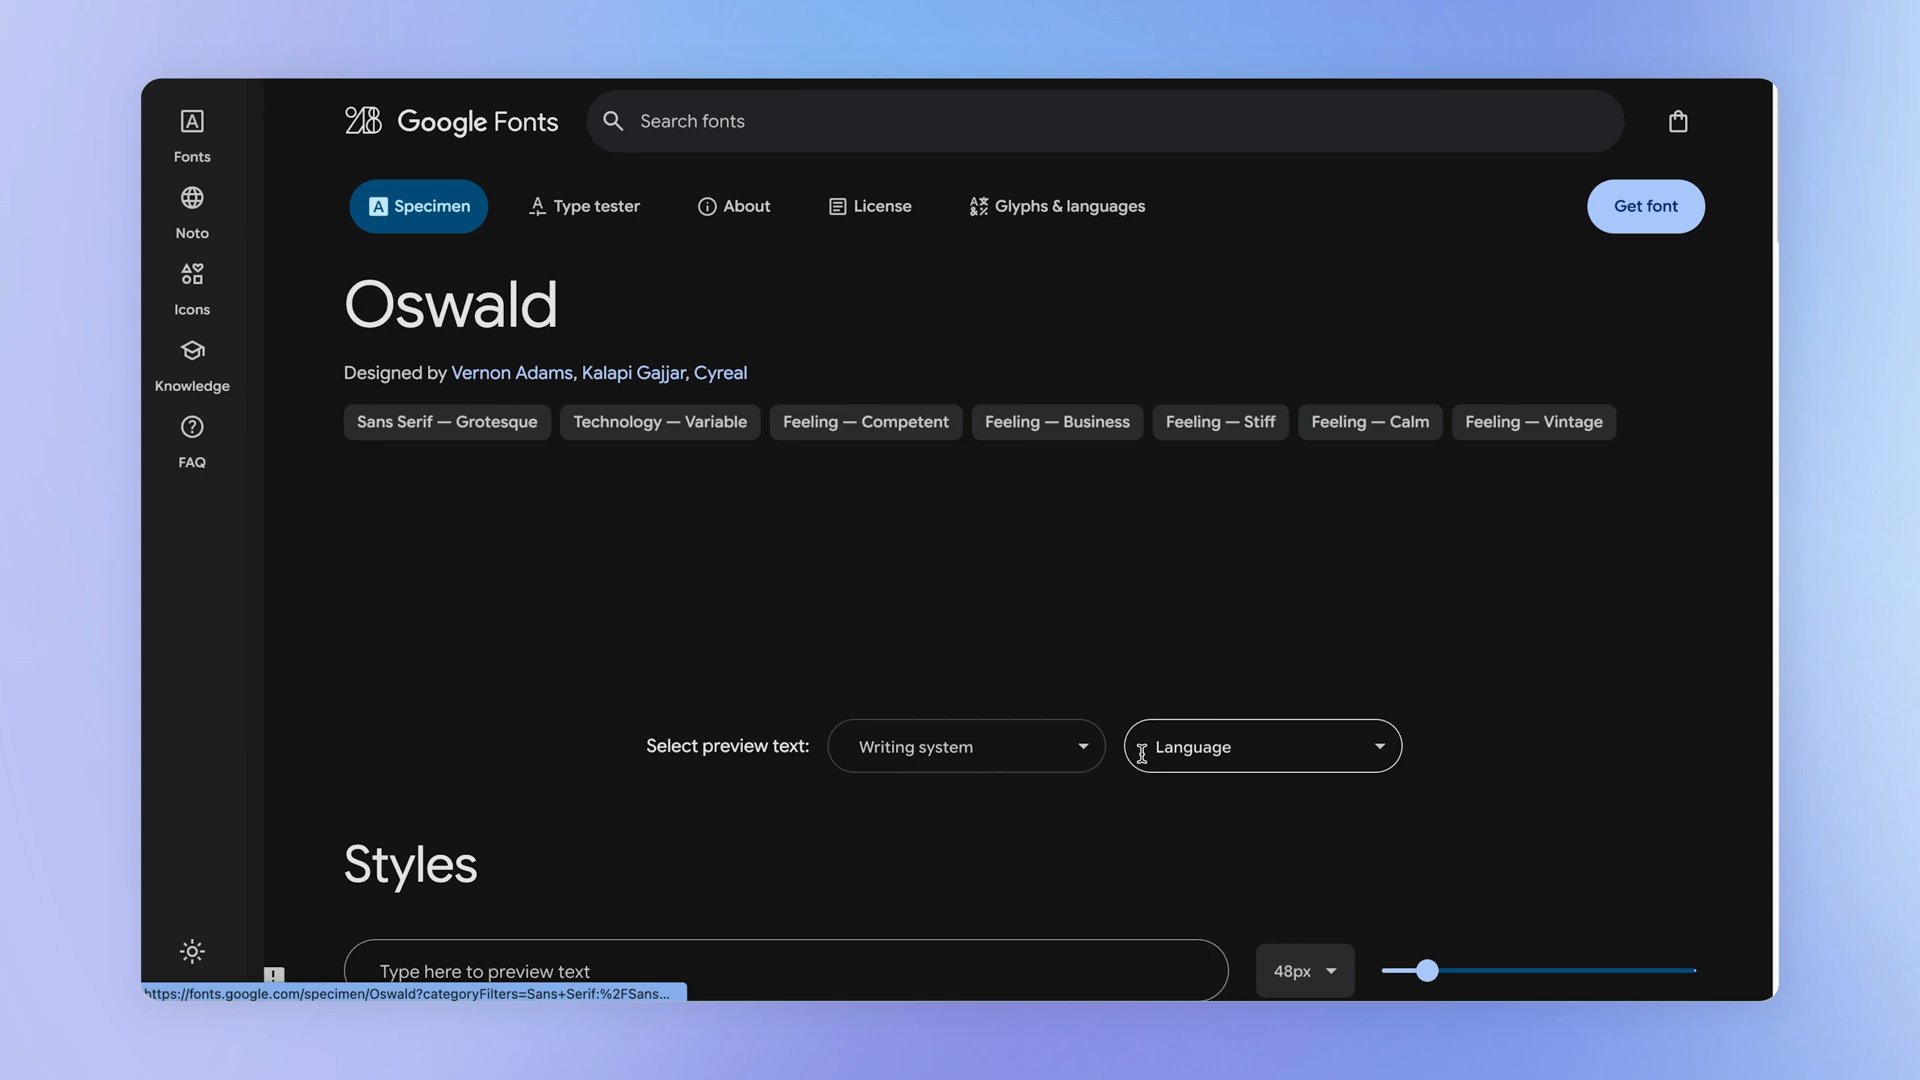 Google Fonts
Search fonts
Fonts
Noto
Icons
Knowledge
FAQ
Specimen
Type tester
About
License
Glyphs & languages
Get font
Oswald
Designed by Vernon Adams, Kalapi Gajjar, Cyreal
Sans Serif — Grotesque
Technology — Variable
Feeling — Competent
Feeling — Business
Feeling — Stiff
Feeling — Calm
Feeling — Vintage
Select preview text:
Writing system
Language
Styles
Type here to preview text
48px
https://fonts.google.com/specimen/Oswald?categoryFilters=Sans+Serif:%2FSans...